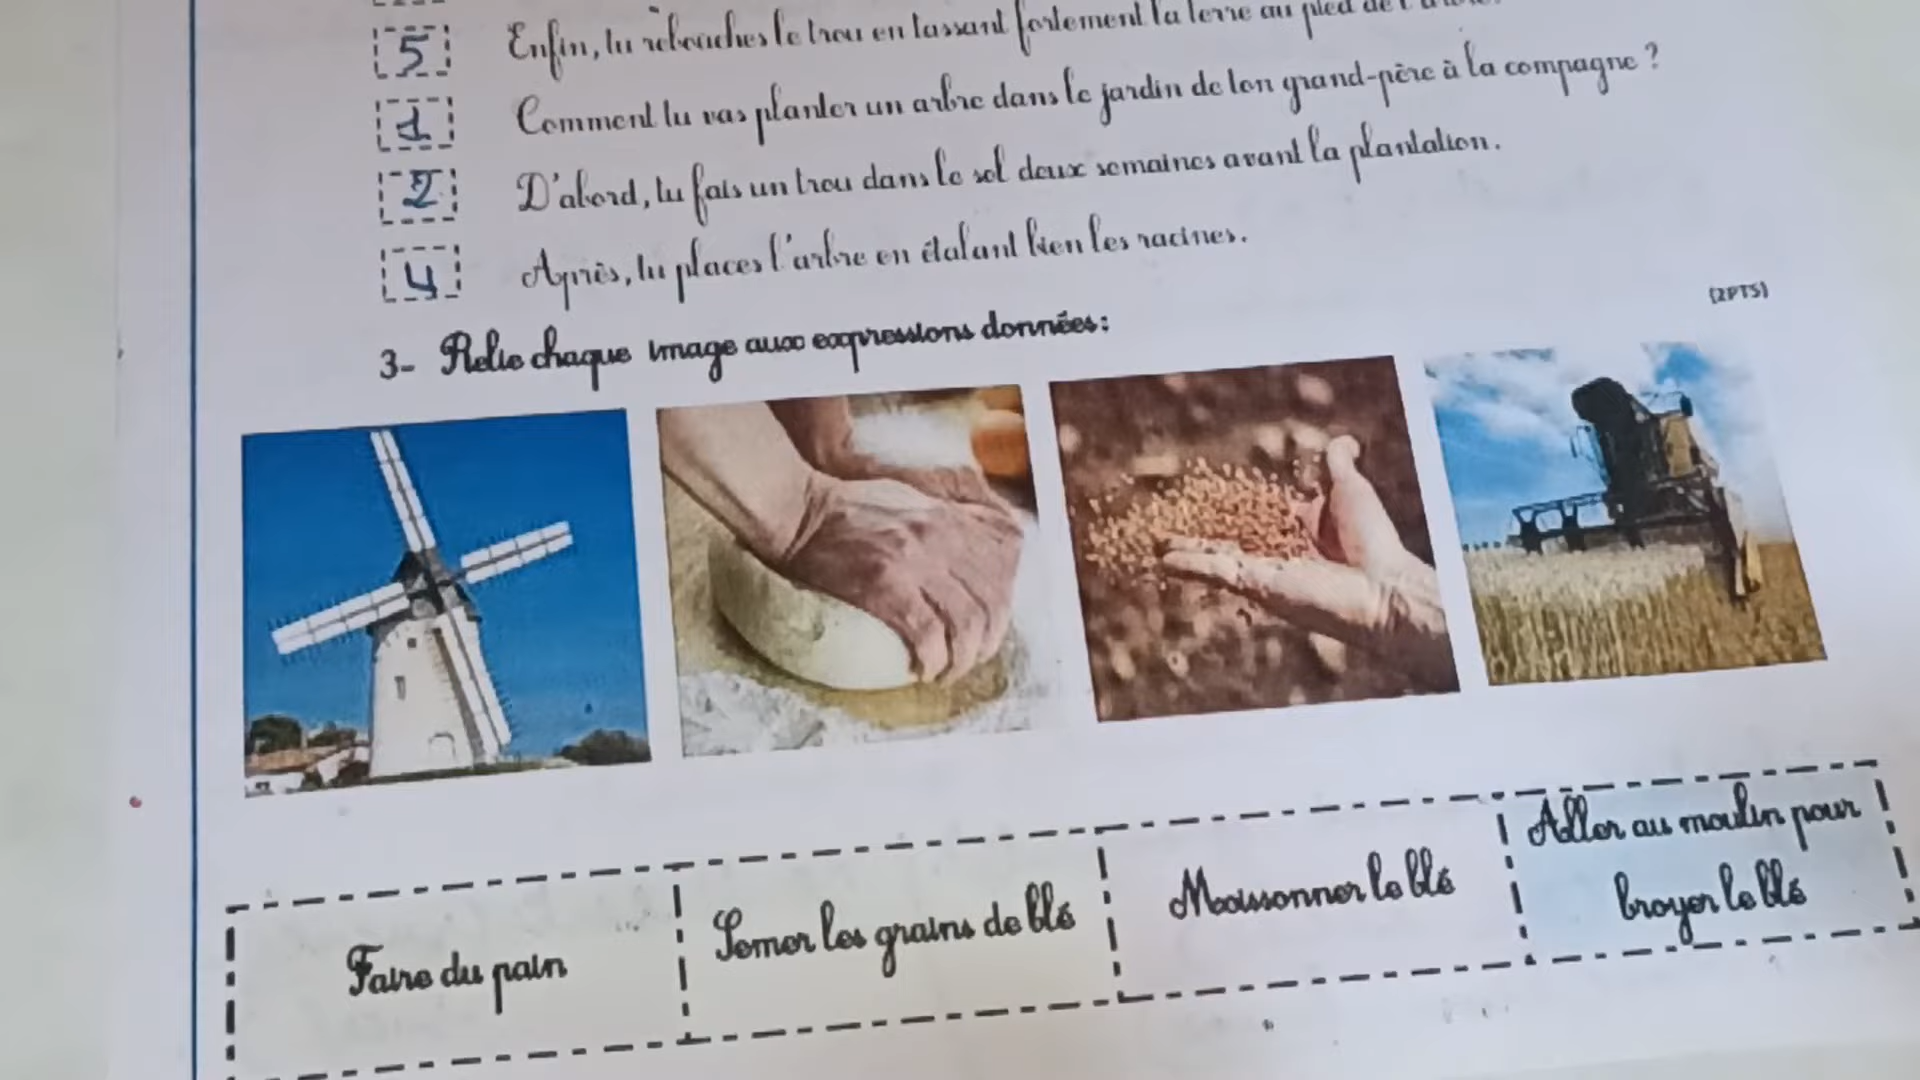 5 Enfin, tu rebouches le trou en tassant fortement la terre au pied de
1 Comment tu vas planter un arbre dans le jardin de ton grand-père à la compagne ?
2 D'abord, tu fais un trou dans le sol deux semaines avant la plantation.
4 Après, tu places l'arbre en étalant bien les racines.
(2PTS)
3- Relie chaque image aux expressions données:
Faire du pain
Semer les grains de blé
Moissonner le blé
Aller au moulin pour
broyer le blé